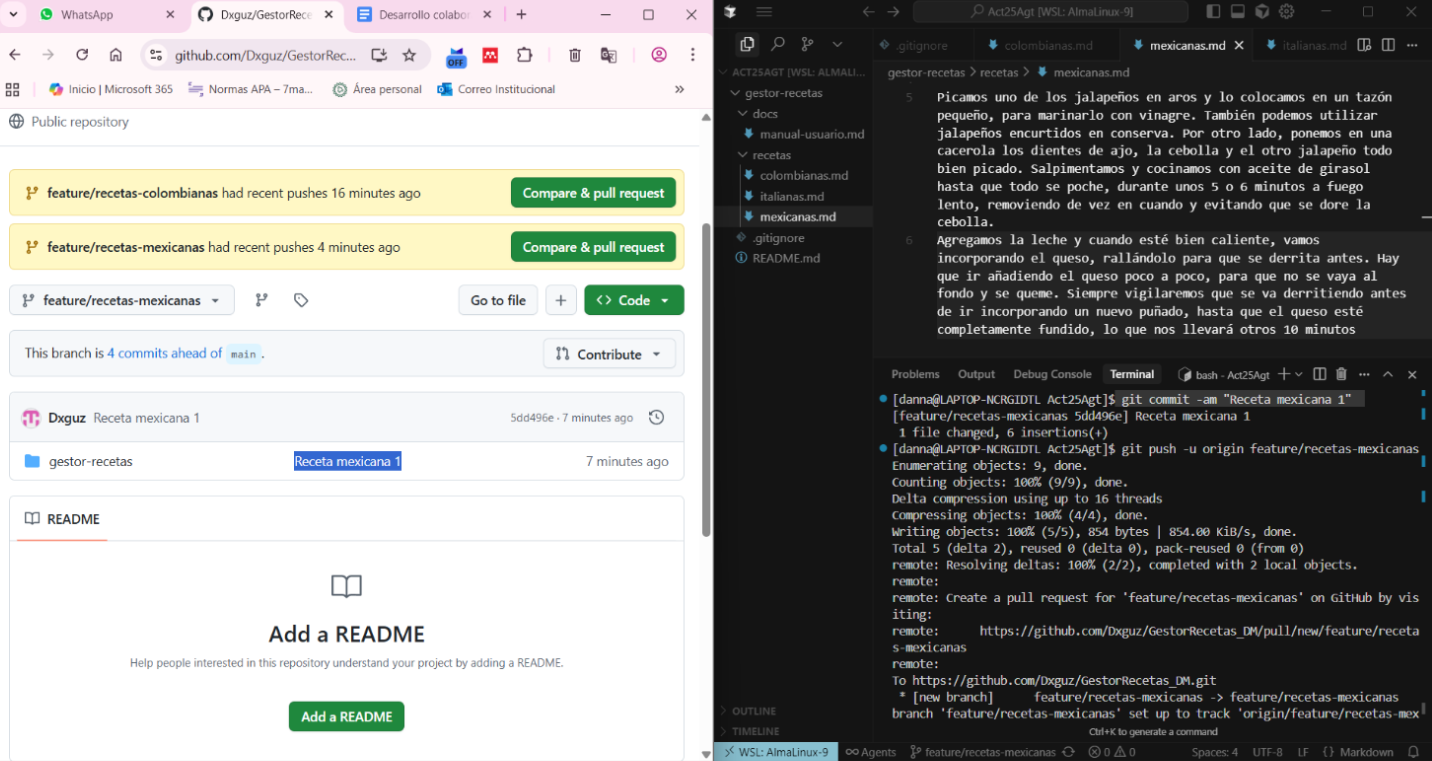 WhatsApp
Dxguz/GestorRece
Desarrollo colabor
github.com/Dxguz/GestorRec...
OFF
Inicio | Microsoft 365
Normas APA – 7ma...
Área personal
Correo Institucional
»
Public repository
feature/recetas-colombianas had recent pushes 16 minutes ago
Compare & pull request
feature/recetas-mexicanas had recent pushes 4 minutes ago
Compare & pull request
feature/recetas-mexicanas
Go to file
+
<> Code
This branch is 4 commits ahead of main.
Contribute
Dxguz Receta mexicana 1
5dd496e · 7 minutes ago
gestor-recetas
Receta mexicana 1
7 minutes ago
README
Add a README
Help people interested in this repository understand your project by adding a README.
Add a README
Act25Agt [WSL: AlmaLinux-9]
.gitignore
colombianas.md
mexicanas.md
italianas.md
ACT25AGT [WSL: ALMALI...
gestor-recetas
docs
manual-usuario.md
recetas
colombianas.md
italianas.md
mexicanas.md
.gitignore
README.md
OUTLINE
TIMELINE
gestor-recetas > recetas > mexicanas.md
5 Picamos uno de los jalapeños en aros y lo colocamos en un tazón
pequeño, para marinarlo con vinagre. También podemos utilizar
jalapeños encurtidos en conserva. Por otro lado, ponemos en una
cacerola los dientes de ajo, la cebolla y el otro jalapeño todo
bien picado. Salpimentamos y cocinamos con aceite de girasol
hasta que todo se poche, durante unos 5 o 6 minutos a fuego
lento, removiendo de vez en cuando y evitando que se dore la
cebolla.
6 Agregamos la leche y cuando esté bien caliente, vamos
incorporando el queso, rallándolo para que se derrita antes. Hay
que ir añadiendo el queso poco a poco, para que no se vaya al
fondo y se queme. Siempre vigilaremos que se va derritiendo antes
de ir incorporando un nuevo puñado, hasta que el queso esté
completamente fundido, lo que nos llevará otros 10 minutos
Problems
Output
Debug Console
Terminal
bash - Act25Agt
[danna@LAPTOP-NCRGIDTL Act25Agt]$ git commit -am "Receta mexicana 1"
[feature/recetas-mexicanas 5dd496e] Receta mexicana 1
1 file changed, 6 insertions(+)
[danna@LAPTOP-NCRGIDTL Act25Agt]$ git push -u origin feature/recetas-mexicanas
Enumerating objects: 9, done.
Counting objects: 100% (9/9), done.
Delta compression using up to 16 threads
Compressing objects: 100% (4/4), done.
Writing objects: 100% (5/5), 854 bytes | 854.00 KiB/s, done.
Total 5 (delta 2), reused 0 (delta 0), pack-reused 0 (from 0)
remote: Resolving deltas: 100% (2/2), completed with 2 local objects.
remote:
remote: Create a pull request for 'feature/recetas-mexicanas' on GitHub by vis
iting:
remote: https://github.com/Dxguz/GestorRecetas_DM/pull/new/feature/receta
s-mexicanas
remote:
To https://github.com/Dxguz/GestorRecetas_DM.git
* [new branch] feature/recetas-mexicanas -> feature/recetas-mexicanas
branch 'feature/recetas-mexicanas' set up to track 'origin/feature/recetas-mex
Ctrl+K to generate a command
WSL: AlmaLinux-9
Agents
feature/recetas-mexicanas
0
0
Spaces: 4
UTF-8
LF
{} Markdown